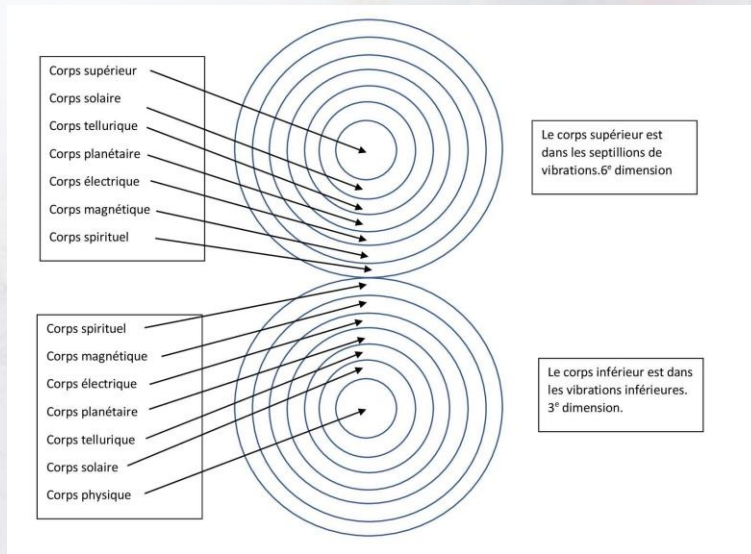 Corps supérieur
Corps solaire
Corps tellurique
Corps planétaire
Corps électrique
Corps magnétique
Corps spirituel
Le corps supérieur est
dans les septillions de
vibrations.6e dimension
Corps spirituel
Corps magnétique
Corps électrique
Corps planétaire
Corps tellurique
Corps solaire
Corps physique
Le corps inférieur est dans
les vibrations inférieures.
3e dimension.